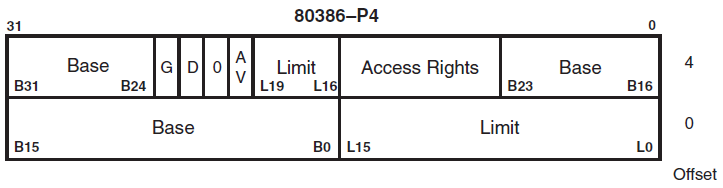 80386–P4
31 0
Base G D 0 A V Limit Access Rights Base 4
B31 B24 L19 L16 B23 B16
Base Limit 0
B15 B0 L15 L0
Offset